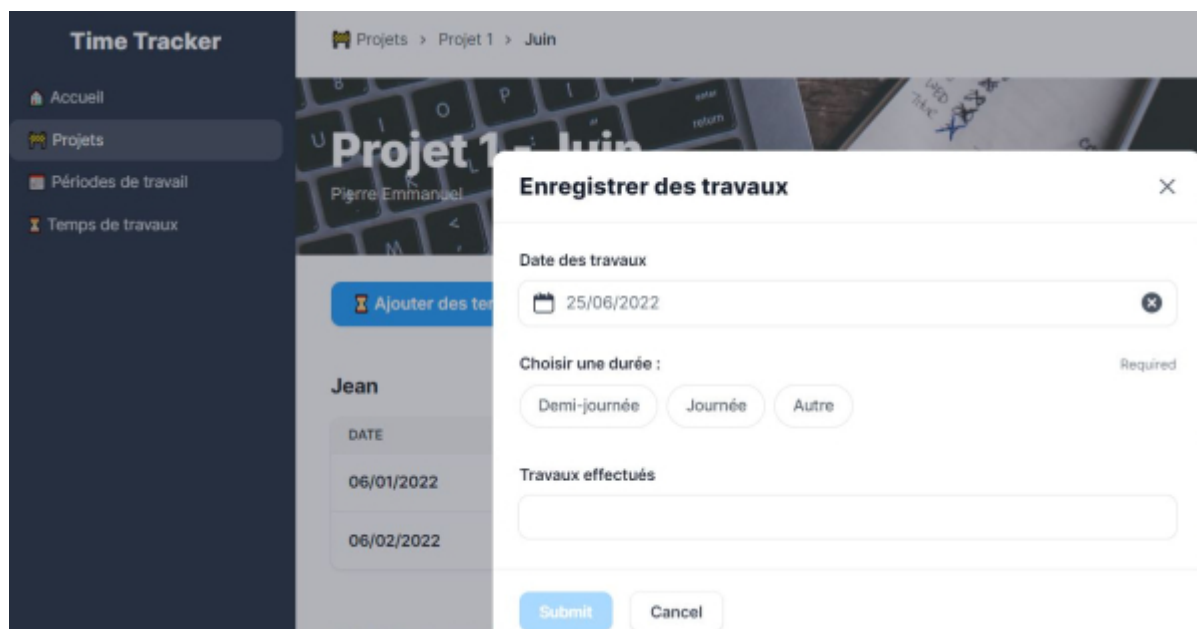 Time Tracker
Accueil
Projets
Périodes de travail
Temps de travaux
Projets > Projet 1 > Juin
Projet 1 - Juin
Pierre Emmanuel
Ajouter des
Jean
DATE
06/01/2022
06/02/2022
Enregistrer des travaux
Date des travaux
25/06/2022
Choisir une durée :
Required
Demi-journée
Journée
Autre
Travaux effectués
Submit
Cancel